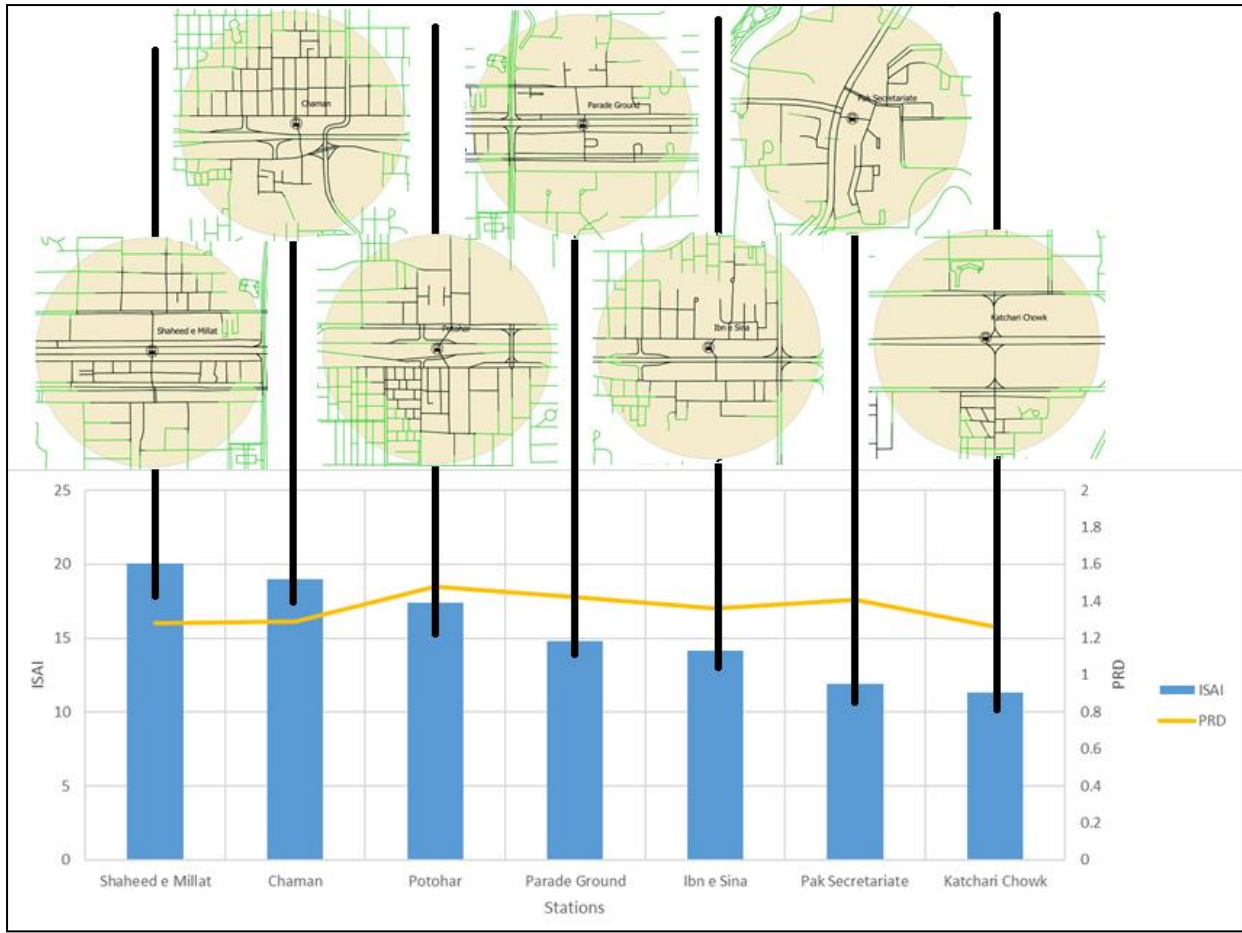 Chaman
Parade Ground
Pak Secretariate
Shaheed e Millat
Potohar
Ibn e Sina
Katchari Chowk
25
20
15
10
5
0
ISAI
2
1.8
1.6
1.4
1.2
1
0.8
0.6
0.4
0.2
0
PRD
ISAI
PRD
Shaheed e Millat
Chaman
Potohar
Parade Ground
Ibn e Sina
Pak Secretariate
Katchari Chowk
Stations